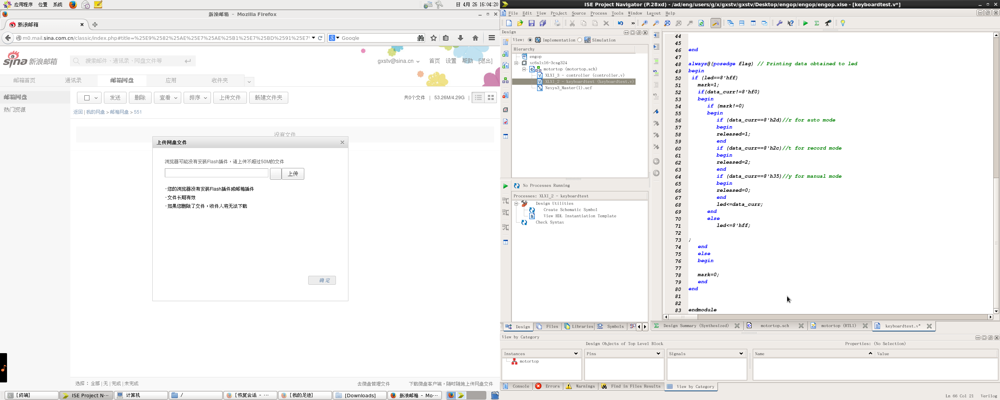 应用程序 位置 系统
日 4月 26 16:04:20
新浪邮箱 - Mozilla Firefox
新浪邮箱
m0.mail.sina.com.cn/classic/index.php#title=%25E9%2582%25AE%25E7%25AE%25B1%25E7%25BD%2591%25E7%
Google
sina 新浪邮箱
搜索邮件、通讯录、网盘文件等
gxstv@sina.cn 首页 设置 帮助 [退出]
邮箱首页 通讯录 邮箱网盘 应用 收件夹
邮箱网盘
热门资源
发送 删除 查看 排序 上传文件 新建文件夹
共0个文件 | 53.26M/4.29G |
返回 | 我的网盘 > 邮箱网盘 > 551
没有文件
上传网盘文件
浏览器可能没有安装Flash插件，请上传不超过50M的文件
上传
·您的浏览器没有安装Flash插件或邮箱插件
·文件长期有效
·如果您删除了文件，收件人将无法下载
确 定
选择： 全部 | 无 | 完成 | 未完成
去微盘管理文件
下载微盘客户端，随时随地上传网盘文件
[终端]
ISE Project N···
计算机
/
[恢复会话 - ···
[我的足迹]
[Downloads]
新浪邮箱 - Mo···
ISE Project Navigator (P.28xd) - /ad/eng/users/g/x/gxstv/gxstv/Desktop/engop/engop/engop.xise - [keyboardtest.v*]
File Edit View Project Source Process Tools Window Layout Help
Design
View: Implementation Simulation
Hierarchy
engop
xc6slx16-3csg324
motortop (motortop.sch)
XLXI_3 - controller (controller.v)
XLXI_2 - keyboardtest (keyboardtest.v)
Nexys3_Master(1).ucf
No Processes Running
Processes: XLXI_2 - keyboardtest
Design Utilities
Create Schematic Symbol
View HDL Instantiation Template
Check Syntax
Design Files Libraries Symbols
44
45
46 end
47
48 always@(posedge flag) // Printing data obtained to led
49 begin
50 if (led==8'hff)
51 mark=1;
52 if(data_curr!=8'hf0)
53 begin
54 if (mark!=0)
55 begin
56 if (data_curr==8'h2d)//r for auto mode
57 begin
58 released=1;
59 end
60 if (data_curr==8'h2c)//t for record mode
61 begin
62 released=2;
63 end
64 if (data_curr==8'h35)//y for manual mode
65 begin
66 released=0;
67 end
68 led<=data_curr;
69 end
70 else
71 led<=8'hff;
72
73 ;
74 end
75 else
76 begin
77
78 mark=0;
79 end
80 end
81
82
83 endmodule
Design Summary (Synthesized) motortop.sch motortop (RTL1) keyboardtest.v*
View by Category
Design Objects of Top Level Block
Properties: (No Selection)
Instances
Pins
Signals
Name Value
motortop
Console Errors Warnings Find in Files Results View by Category
Ln 66 Col 21 Verilog